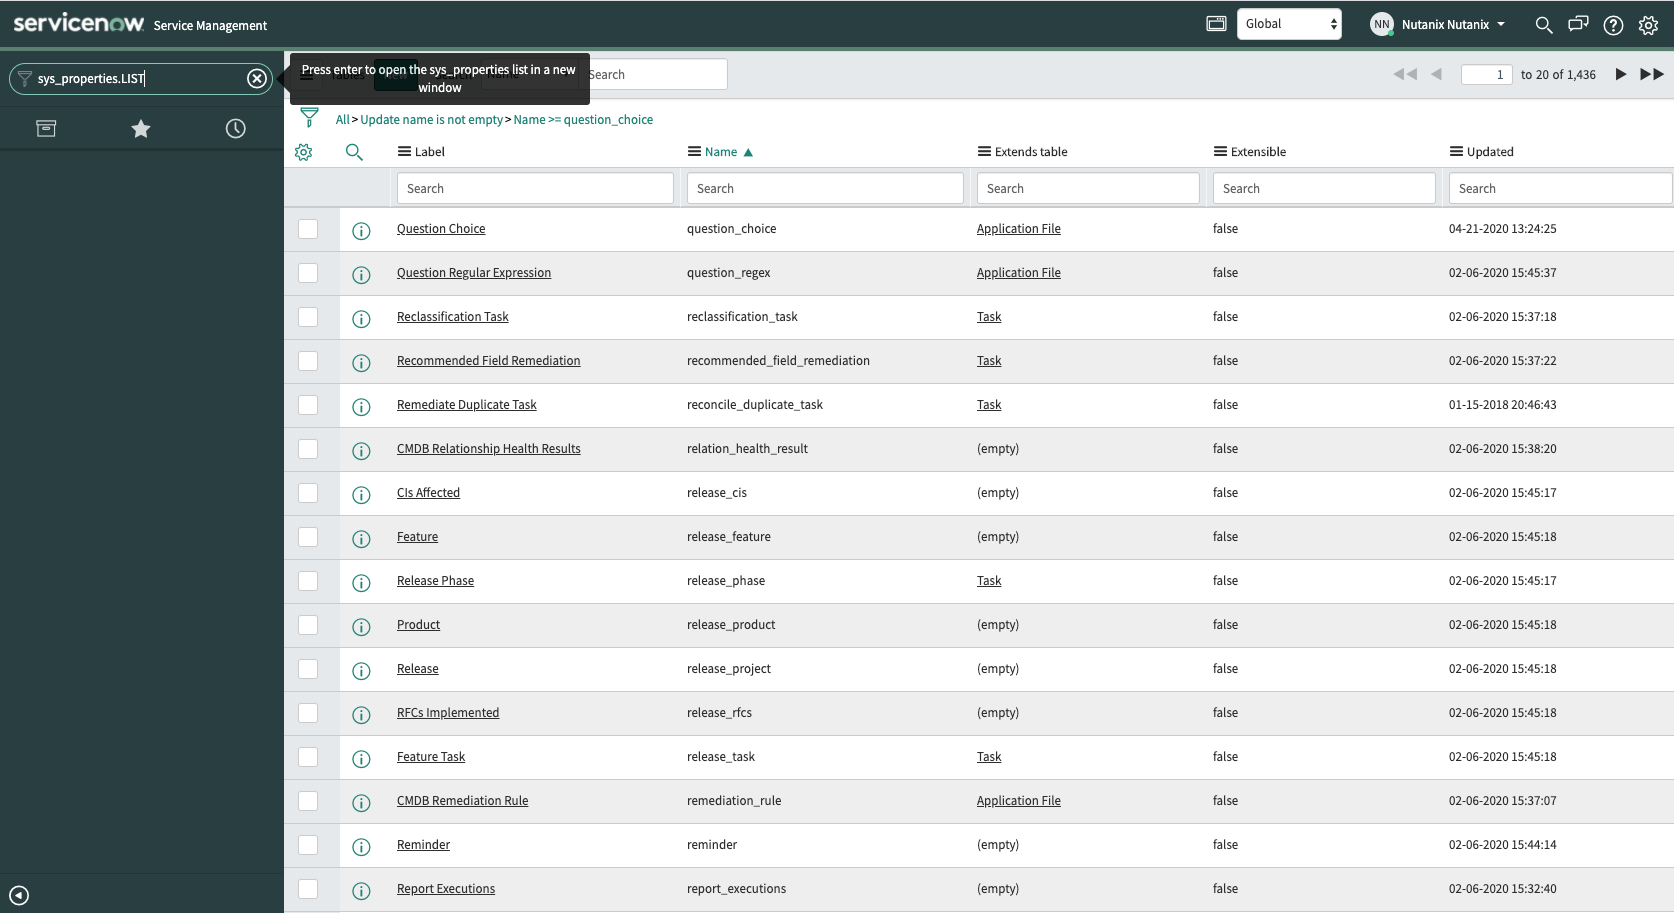 servicenow Service Management
Global
NN Nutanix Nutanix
sys_properties.LIST
Press enter to open the sys_properties list in a new
window
Search
1 to 20 of 1,436
All > Update name is not empty > Name >= question_choice
Label Name Extends table Extensible Updated
Search Search Search Search Search
Question Choice question_choice Application File false 04-21-2020 13:24:25
Question Regular Expression question_regex Application File false 02-06-2020 15:45:37
Reclassification Task reclassification_task Task false 02-06-2020 15:37:18
Recommended Field Remediation recommended_field_remediation Task false 02-06-2020 15:37:22
Remediate Duplicate Task reconcile_duplicate_task Task false 01-15-2018 20:46:43
CMDB Relationship Health Results relation_health_result (empty) false 02-06-2020 15:38:20
CIs Affected release_cis (empty) false 02-06-2020 15:45:17
Feature release_feature (empty) false 02-06-2020 15:45:18
Release Phase release_phase Task false 02-06-2020 15:45:17
Product release_product (empty) false 02-06-2020 15:45:18
Release release_project (empty) false 02-06-2020 15:45:18
RFCs Implemented release_rfcs (empty) false 02-06-2020 15:45:18
Feature Task release_task Task false 02-06-2020 15:45:18
CMDB Remediation Rule remediation_rule Application File false 02-06-2020 15:37:07
Reminder reminder (empty) false 02-06-2020 15:44:14
Report Executions report_executions (empty) false 02-06-2020 15:32:40